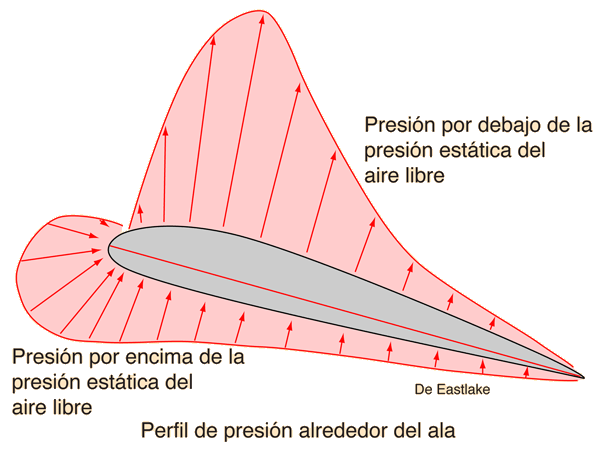 Presión por debajo de la
presión estática del
aire libre
Presión por encima de la
presión estática del
aire libre
De Eastlake
Perfil de presión alrededor del ala